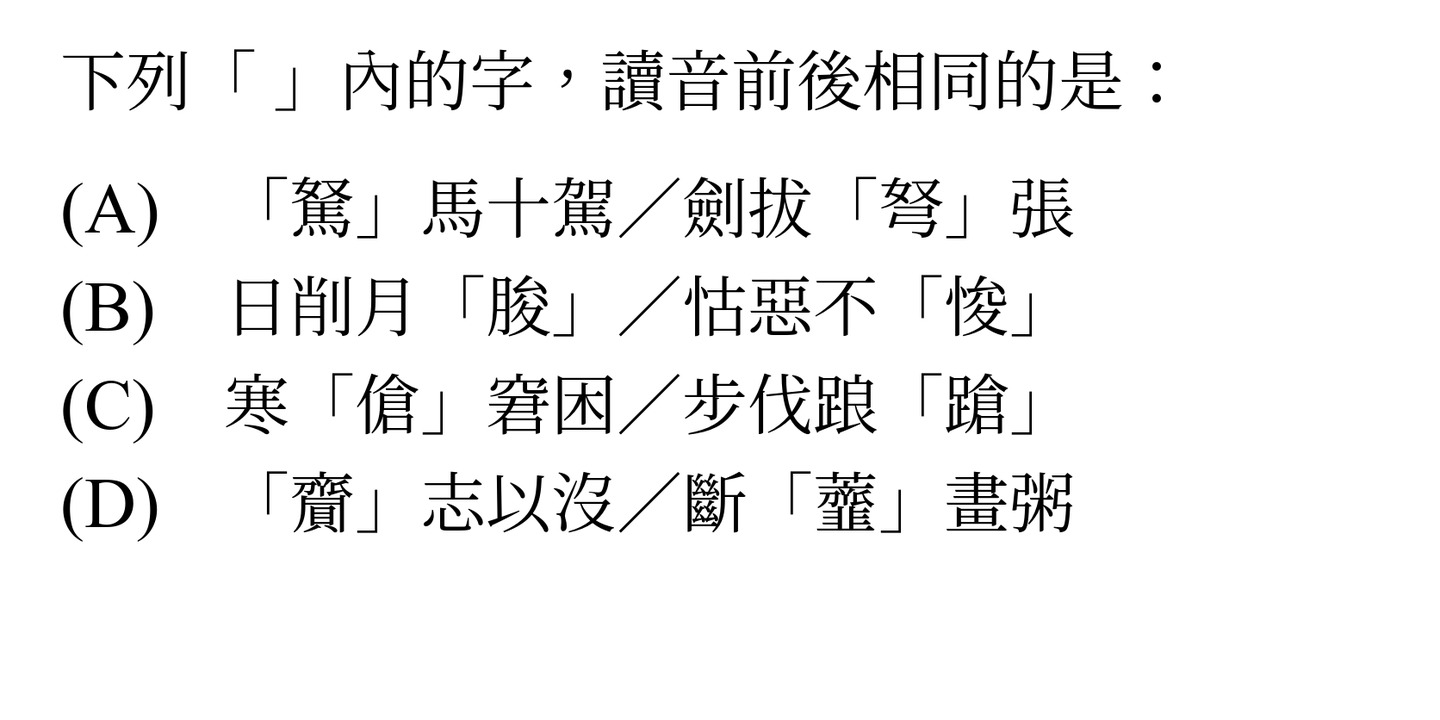 下列「 」內的字，讀音前後相同的是：
(A) 「駑」馬十駕／劍拔「弩」張
(B) 日削月「朘」／怙惡不「悛」
(C) 寒「傖」窘困／步伐踉「蹌」
(D) 「齎」志以沒／斷「虀」畫粥